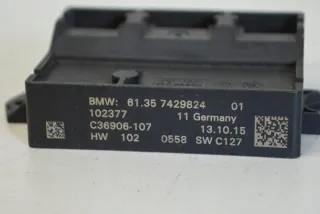 BMW: 61.35 7429824 01
102377 11 Germany
C36906-107 13.10.15
HW 102 0558 SW C127